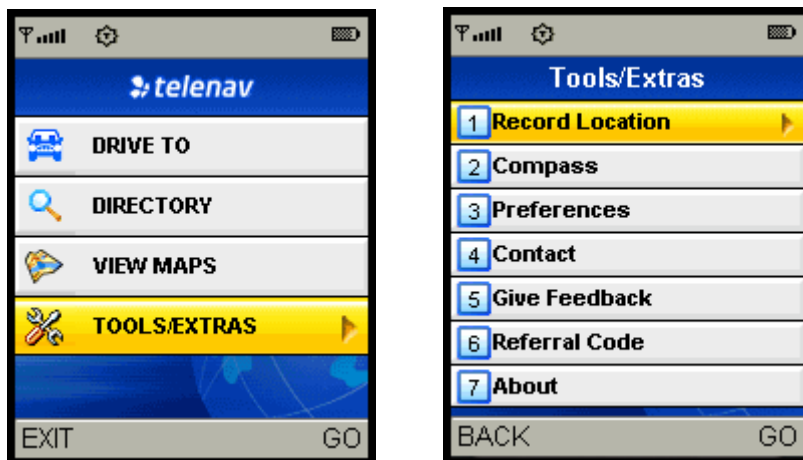 telenav
DRIVE TO
DIRECTORY
VIEW MAPS
TOOLS/EXTRAS
EXIT GO
Tools/Extras
1 Record Location
2 Compass
3 Preferences
4 Contact
5 Give Feedback
6 Referral Code
7 About
BACK GO